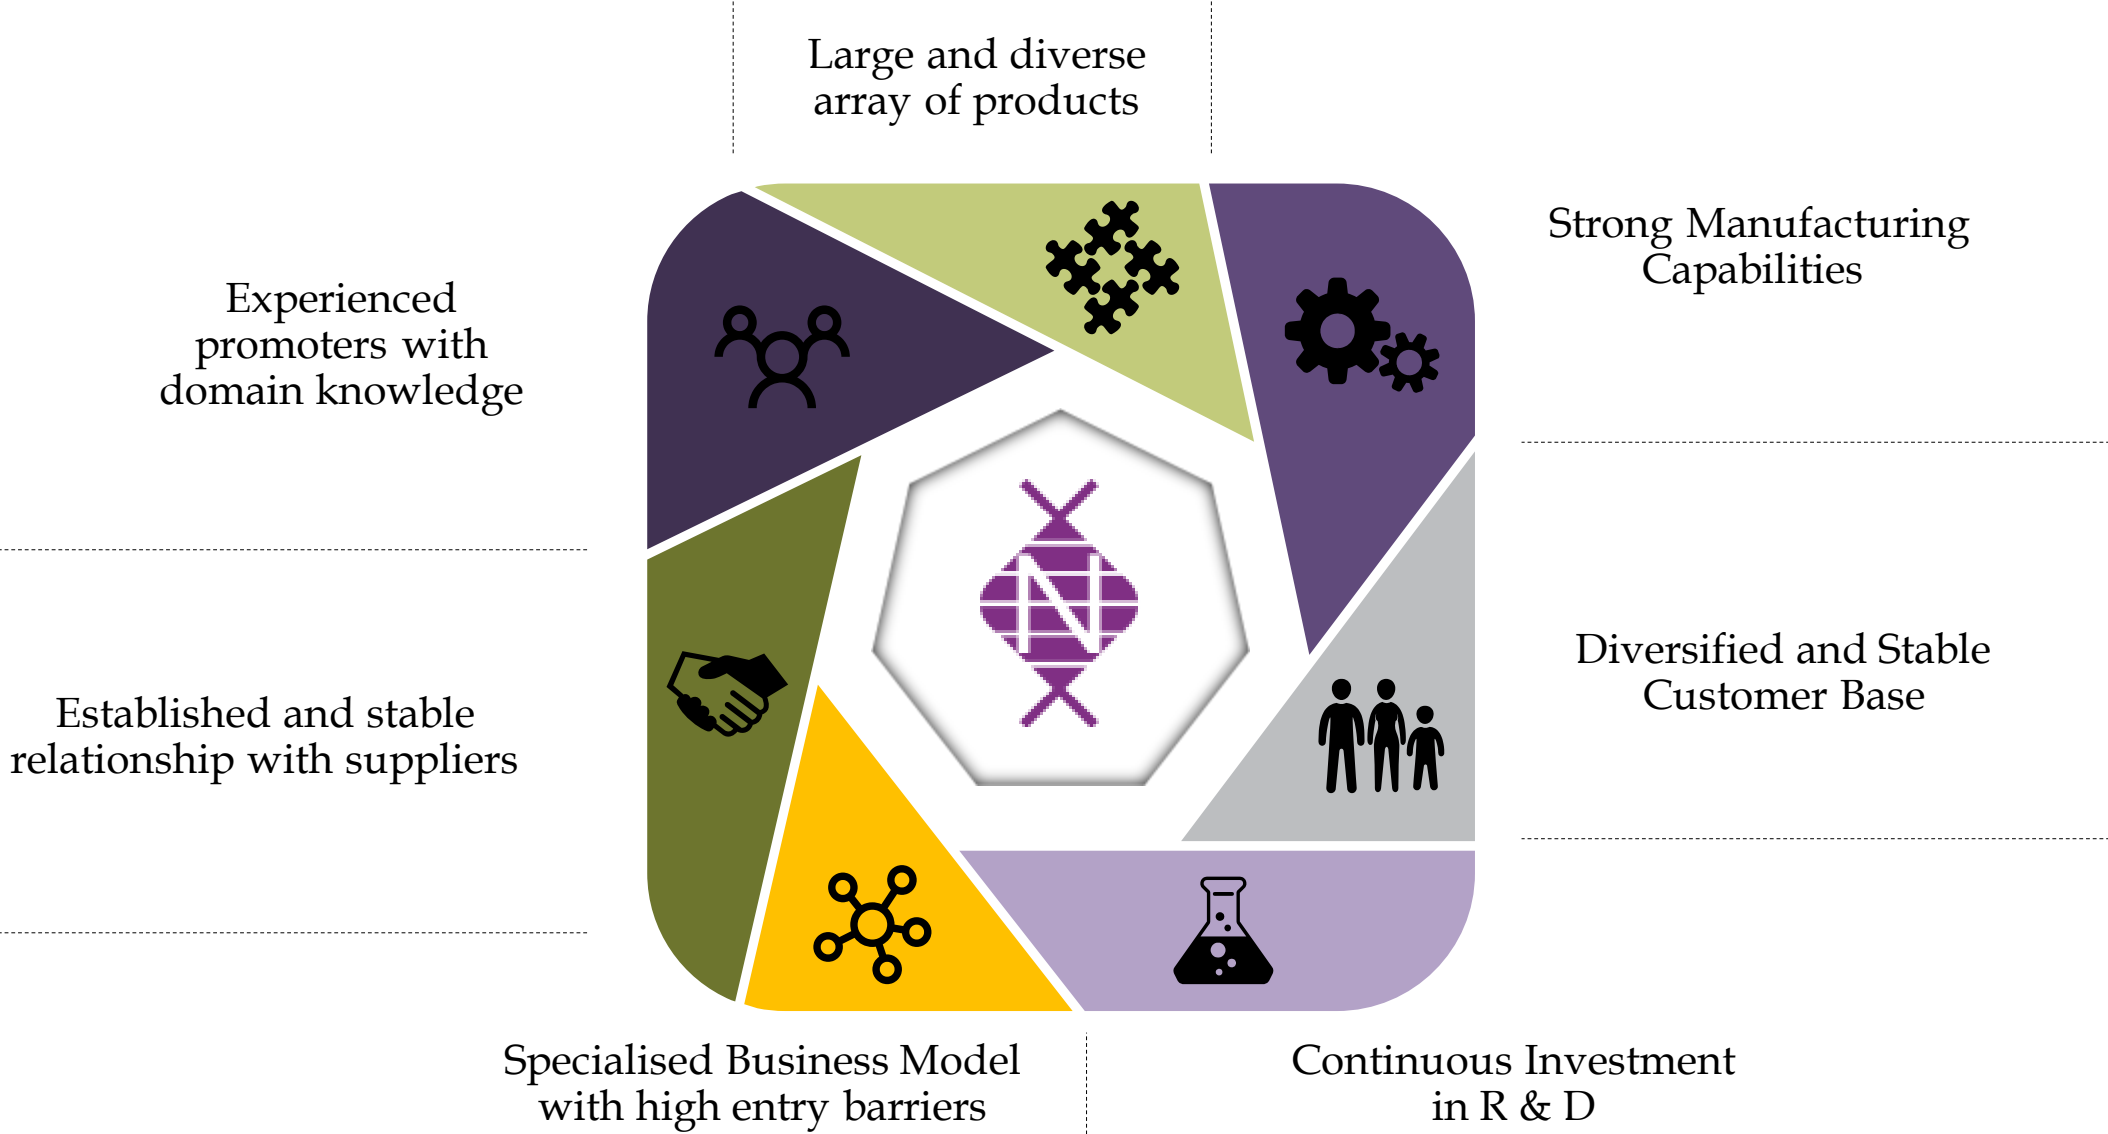 Large and diverse
array of products
Strong Manufacturing
Capabilities
Experienced
promoters with
domain knowledge
N
Diversified and Stable
Customer Base
Established and stable
relationship with suppliers
Specialised Business Model
with high entry barriers
Continuous Investment
in R & D